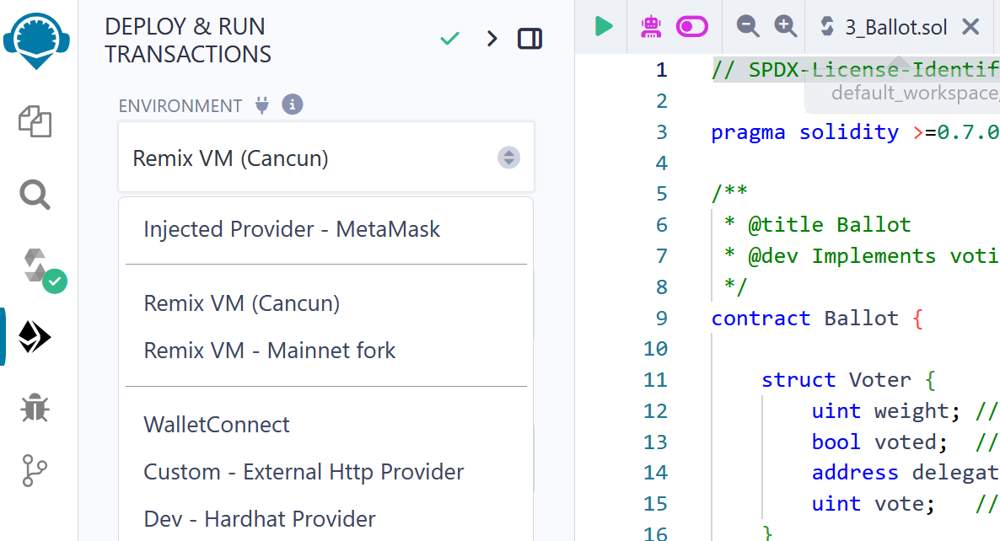 DEPLOY & RUN
TRANSACTIONS
ENVIRONMENT
Remix VM (Cancun)
Injected Provider - MetaMask
Remix VM (Cancun)
Remix VM - Mainnet fork
WalletConnect
Custom - External Http Provider
Dev - Hardhat Provider
3_Ballot.sol
default_workspace
1 // SPDX-License-Identif
2
3 pragma solidity >=0.7.0
4
5 /**
6 * @title Ballot
7 * @dev Implements voti
8 */
9 contract Ballot {
10
11 struct Voter {
12 uint weight; //
13 bool voted; //
14 address delegat
15 uint vote; //
16 }